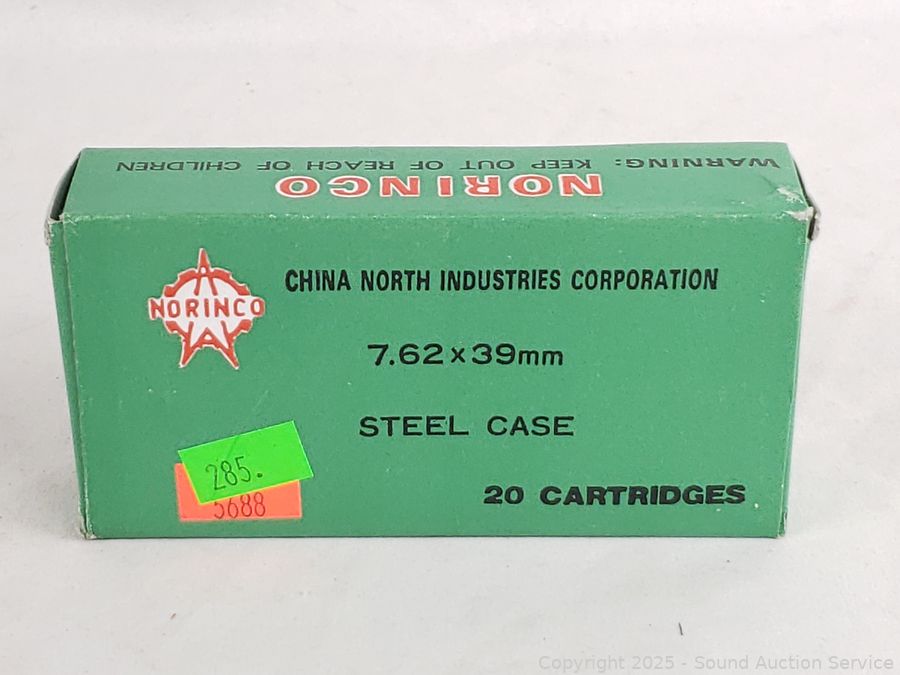 WARNING: KEEP OUT OF REACH OF CHILDREN
NORINCO
NORINCO
CHINA NORTH INDUSTRIES CORPORATION
7.62 x 39mm
STEEL CASE
285.
5688
20 CARTRIDGES
Copyright 2025 - Sound Auction Service